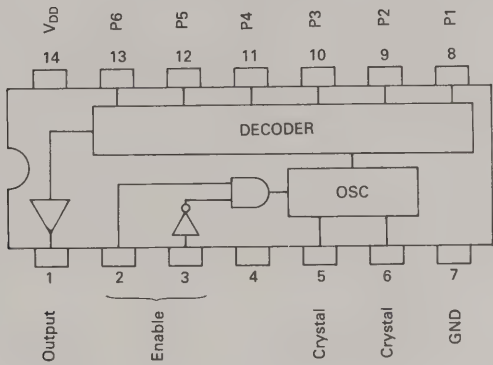 V_DD P6 P5 P4 P3 P2 P1
14 13 12 11 10 9 8
DECODER
OSC
1 2 3 4 5 6 7
Output Enable Crystal Crystal GND